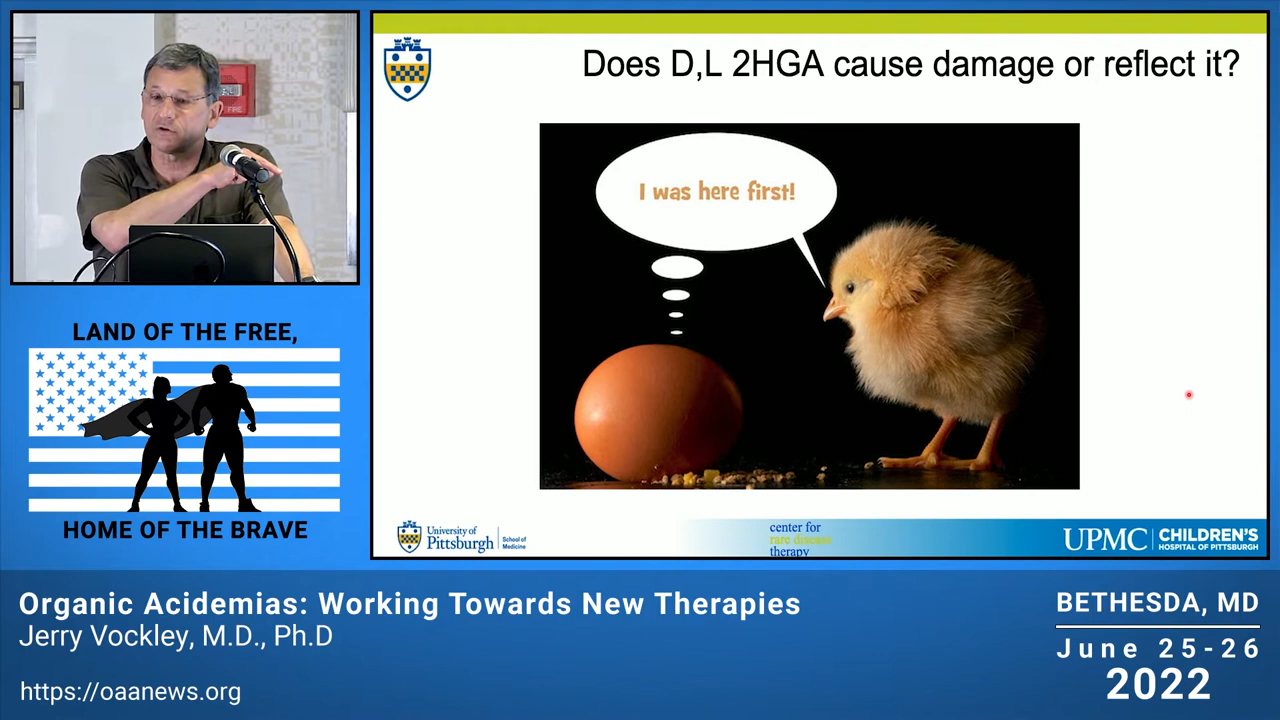 FIRE
Does D,L 2HGA cause damage or reflect it?
I was here first!
LAND OF THE FREE,
HOME OF THE BRAVE
University of
Pittsburgh
School of
Medicine
center for
rare disease
therapy
UPMC
CHILDREN'S
HOSPITAL OF PITTSBURGH
Organic Acidemias: Working Towards New Therapies
Jerry Vockley, M.D., Ph.D
https://oaanews.org
BETHESDA, MD
June 25-26
2022